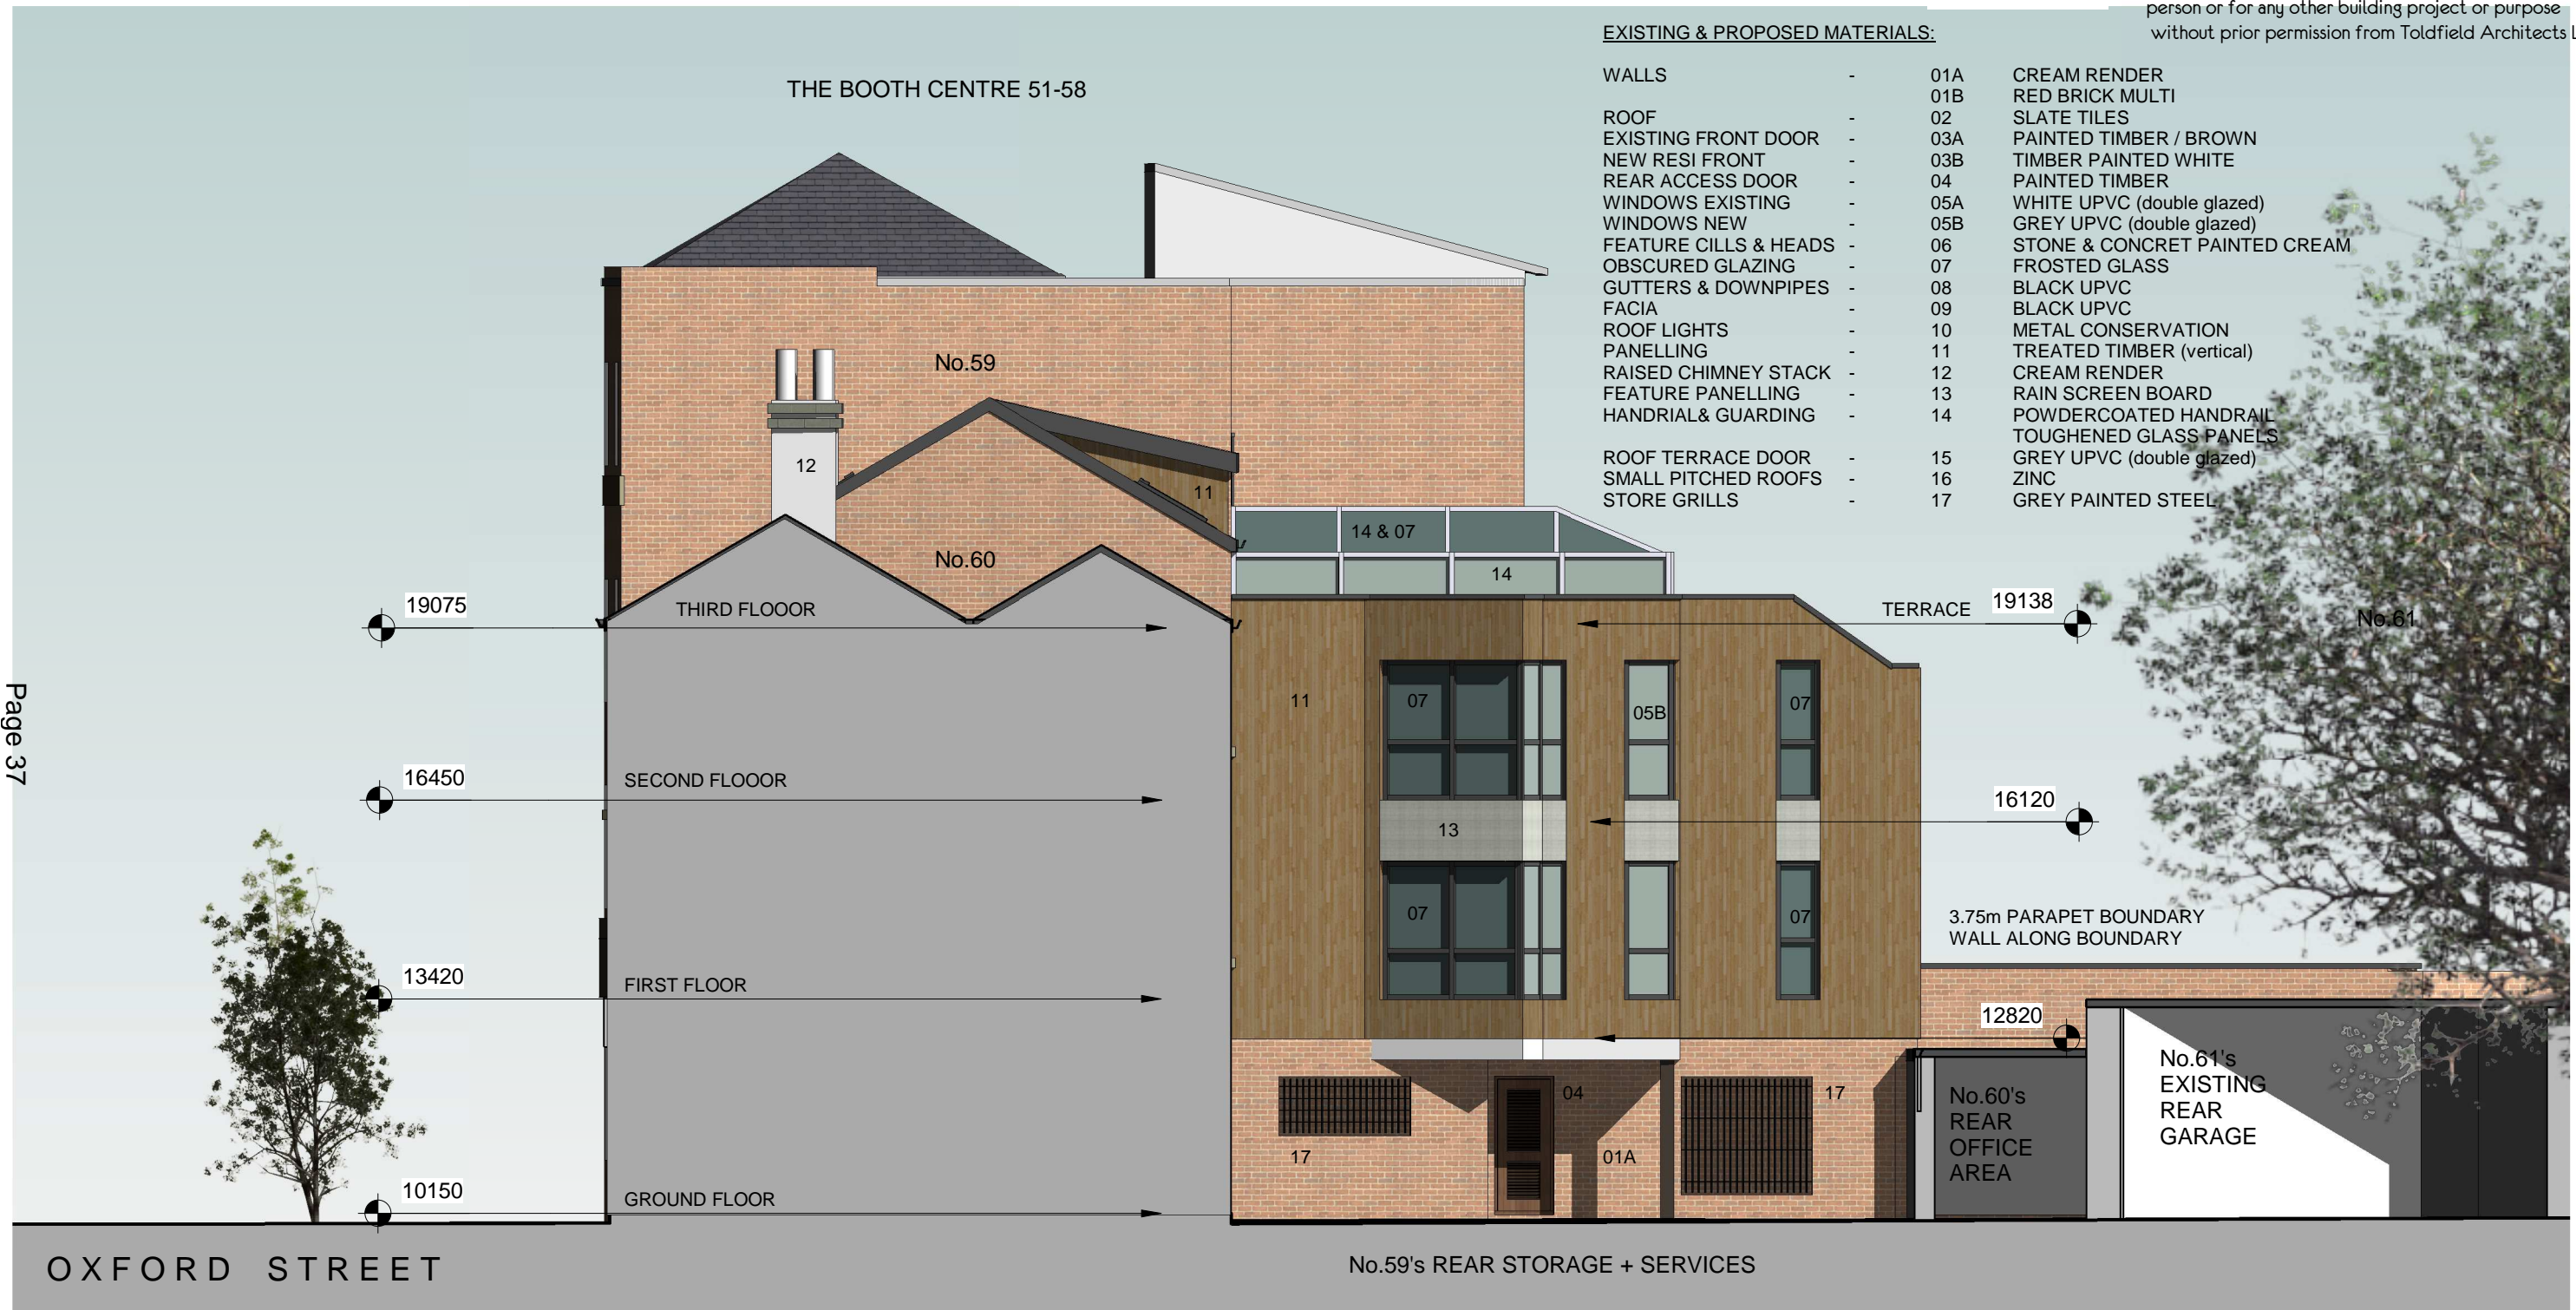 person or for any other building project or purpose
without prior permission from Toldfield Architects L
EXISTING & PROPOSED MATERIALS:
WALLS - 01A CREAM RENDER
01B RED BRICK MULTI
ROOF - 02 SLATE TILES
EXISTING FRONT DOOR - 03A PAINTED TIMBER / BROWN
NEW RESI FRONT - 03B TIMBER PAINTED WHITE
REAR ACCESS DOOR - 04 PAINTED TIMBER
WINDOWS EXISTING - 05A WHITE UPVC (double glazed)
WINDOWS NEW - 05B GREY UPVC (double glazed)
FEATURE CILLS & HEADS - 06 STONE & CONCRET PAINTED CREAM
OBSCURED GLAZING - 07 FROSTED GLASS
GUTTERS & DOWNPIPES - 08 BLACK UPVC
FACIA - 09 BLACK UPVC
ROOF LIGHTS - 10 METAL CONSERVATION
PANELLING - 11 TREATED TIMBER (vertical)
RAISED CHIMNEY STACK - 12 CREAM RENDER
FEATURE PANELLING - 13 RAIN SCREEN BOARD
HANDRIAL& GUARDING - 14 POWDERCOATED HANDRAIL
TOUGHENED GLASS PANELS
ROOF TERRACE DOOR - 15 GREY UPVC (double glazed)
SMALL PITCHED ROOFS - 16 ZINC
STORE GRILLS - 17 GREY PAINTED STEEL
THE BOOTH CENTRE 51-58
No.59
12
11
14 & 07
No.60
14
19075
THIRD FLOOOR
TERRACE
19138
No.61
11
07
05B
07
Page 37
16450
SECOND FLOOOR
13
16120
07
07
3.75m PARAPET BOUNDARY
WALL ALONG BOUNDARY
13420
FIRST FLOOR
12820
17
04
17
01A
No.60's
REAR
OFFICE
AREA
No.61's
EXISTING
REAR
GARAGE
10150
GROUND FLOOR
OXFORD STREET
No.59's REAR STORAGE + SERVICES